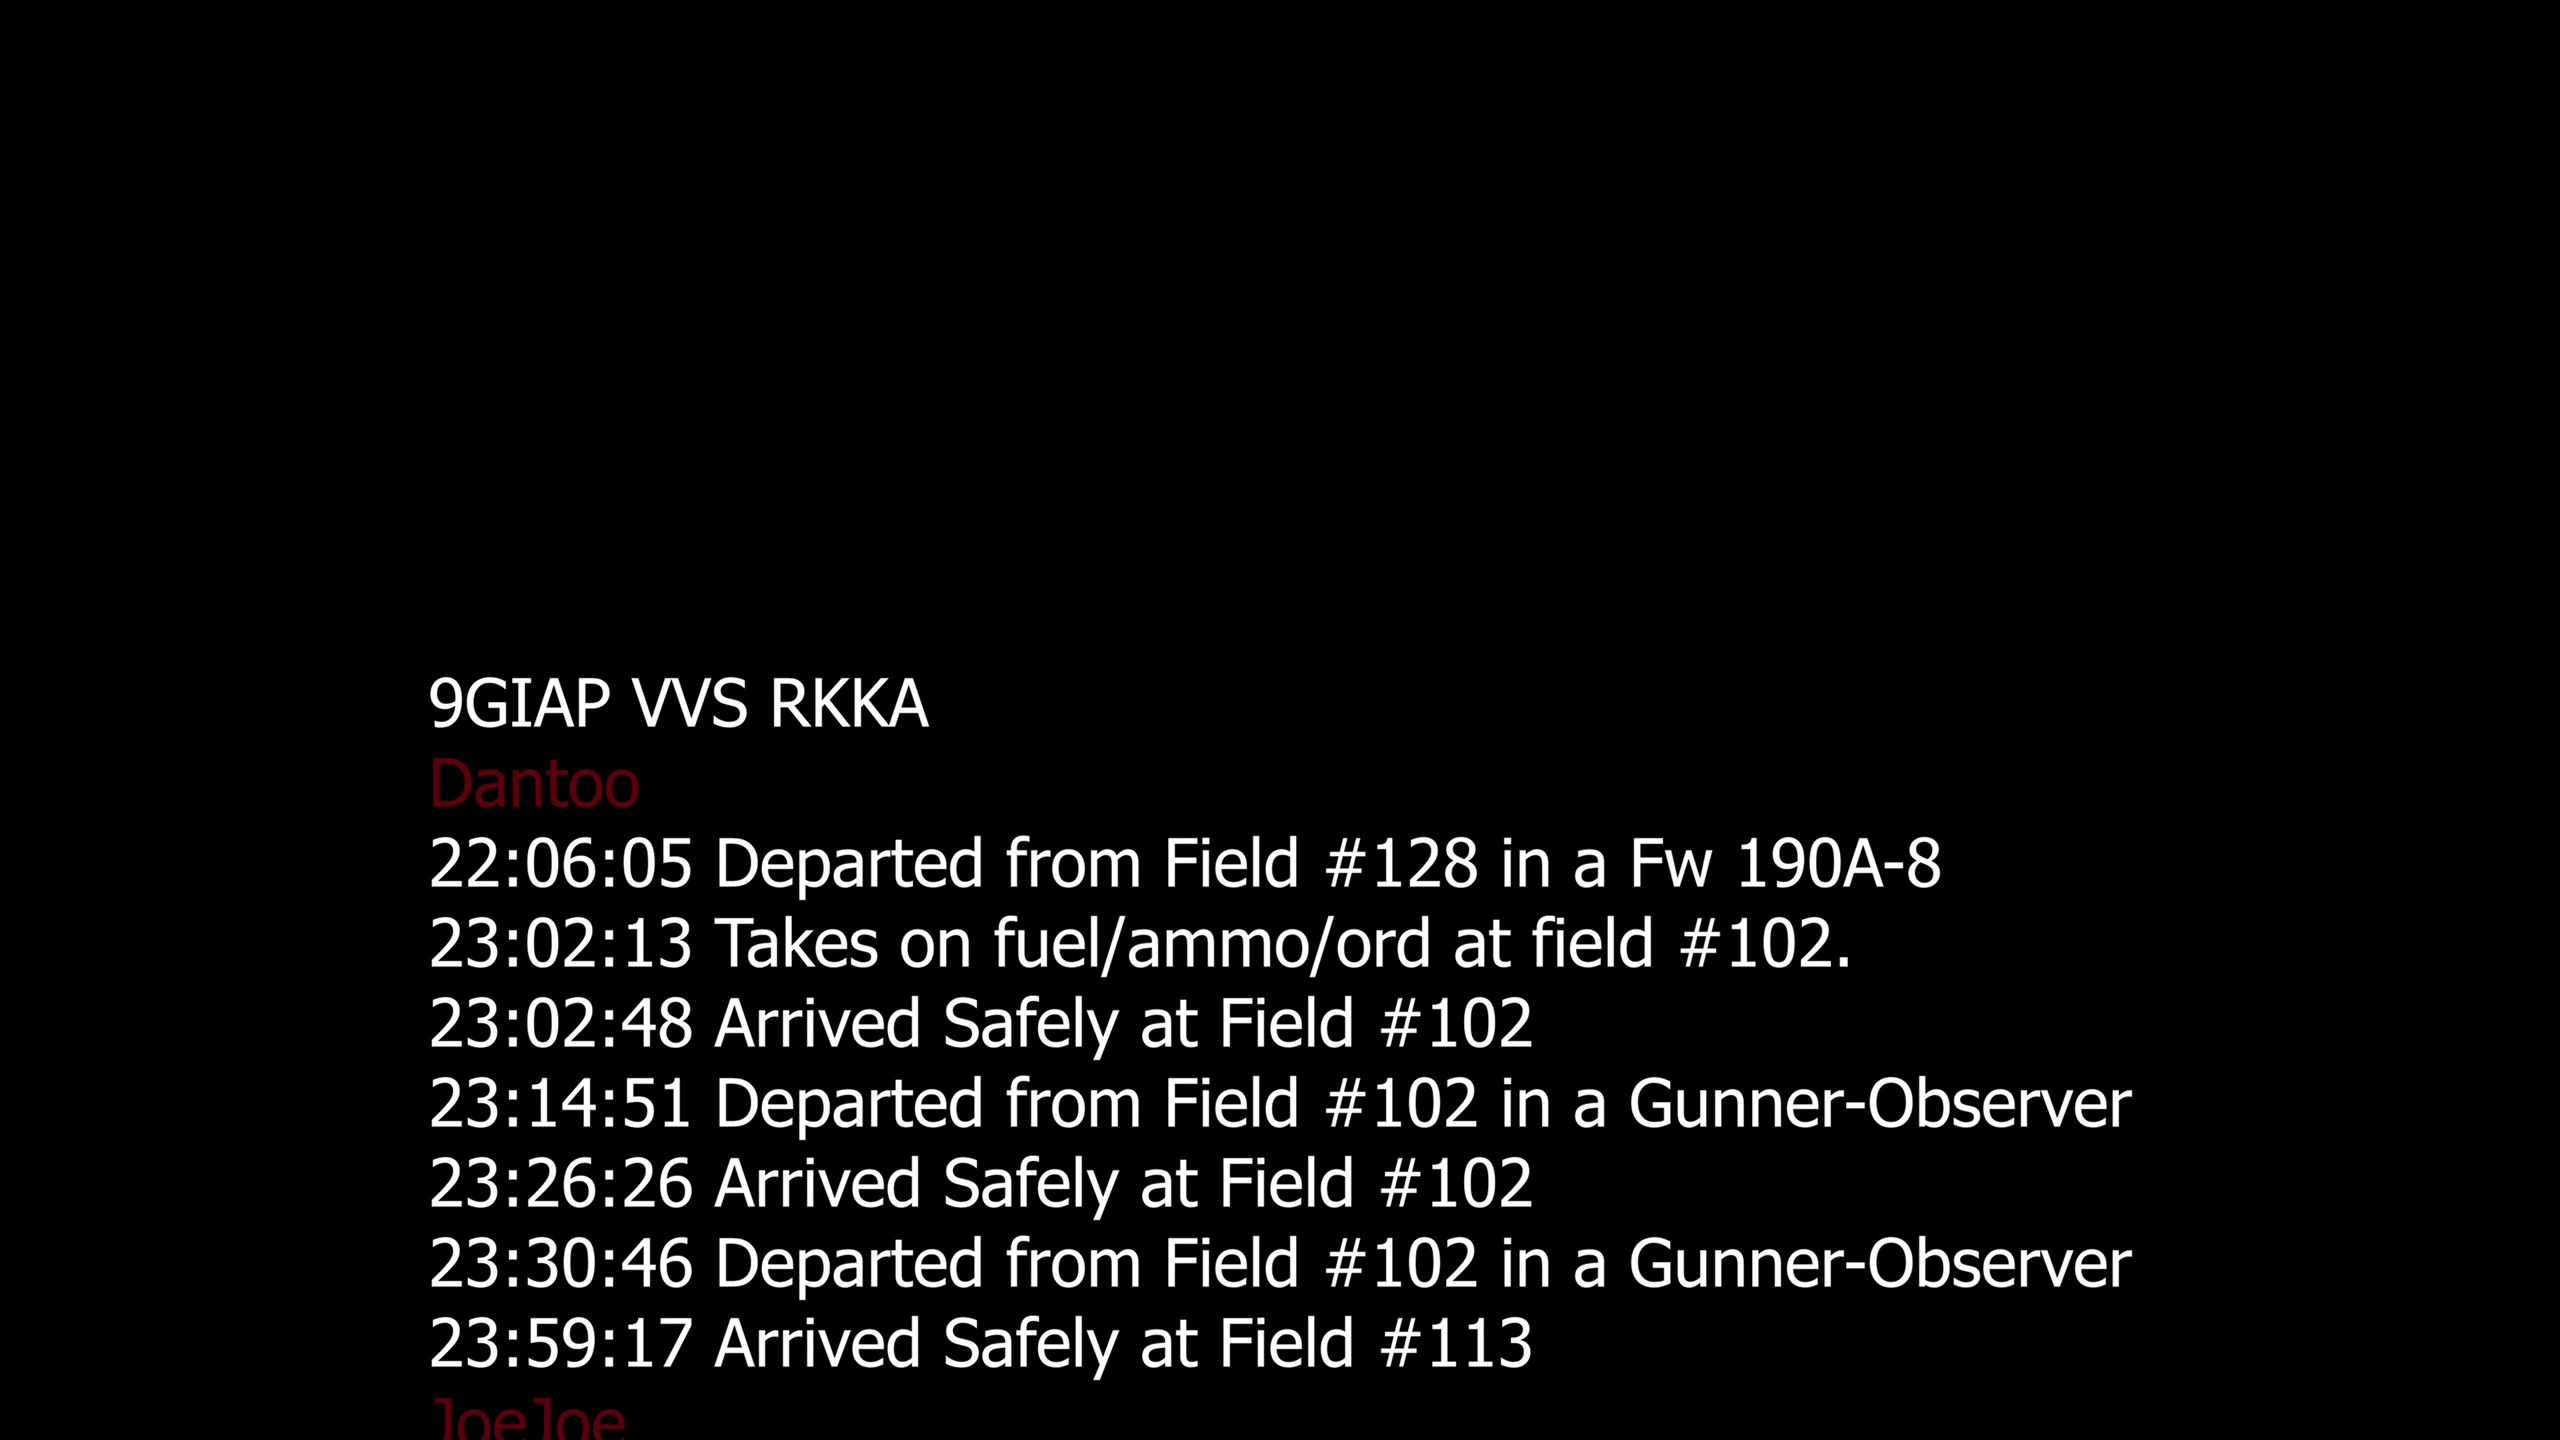 9GIAP VVS RKKA
Dantoo
22:06:05 Departed from Field #128 in a Fw 190A-8
23:02:13 Takes on fuel/ammo/ord at field #102.
23:02:48 Arrived Safely at Field #102
23:14:51 Departed from Field #102 in a Gunner-Observer
23:26:26 Arrived Safely at Field #102
23:30:46 Departed from Field #102 in a Gunner-Observer
23:59:17 Arrived Safely at Field #113
JoeJoe